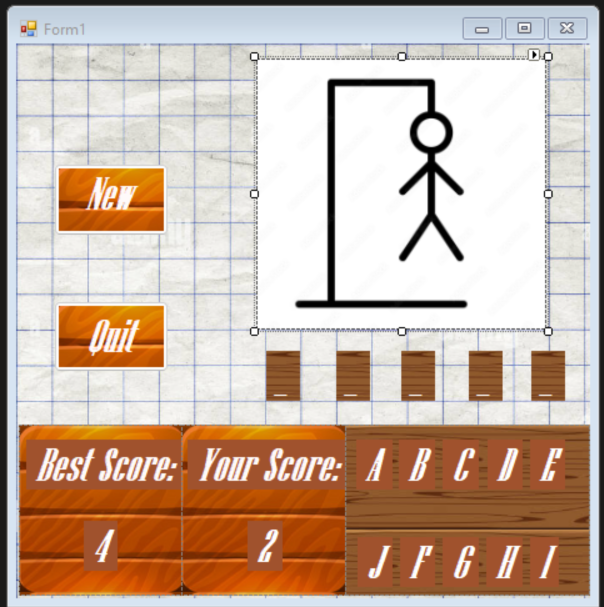 Form1
New
Quit
_ _ _ _ _
Best Score: Your Score: A B C D E
4 2 J F G H I